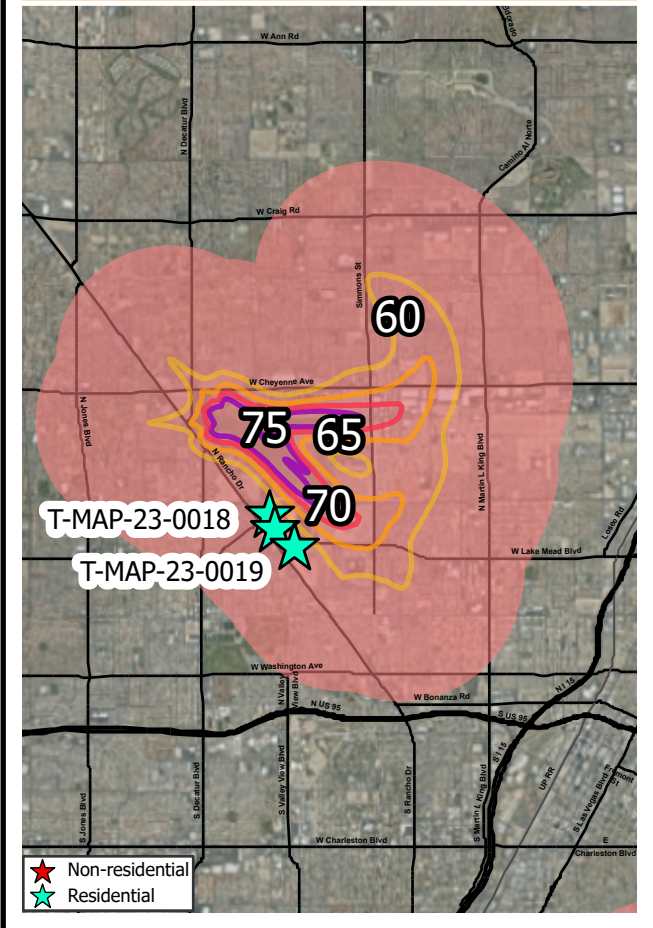 W Ann Rd
N Decatur Blvd
Camino Al Norte
W Craig Rd
Simmons St
60
W Cheyenne Ave
N Jones Blvd
75
65
N Rancho Dr
N Martin L King Blvd
70
T-MAP-23-0018
Losee Rd
W Lake Mead Blvd
T-MAP-23-0019
W Washington Ave
N Valley
View Blvd
W Bonanza Rd
N I 15
N US 95
S US 95
S I 15
UP RR
Fremont
St
S Jones Blvd
S Decatur Blvd
S Valley View Blvd
S Rancho Dr
S Martin L King Blvd
S Las Vegas Blvd
W Charleston Blvd
E
Charleston Blvd
Non-residential
Residential